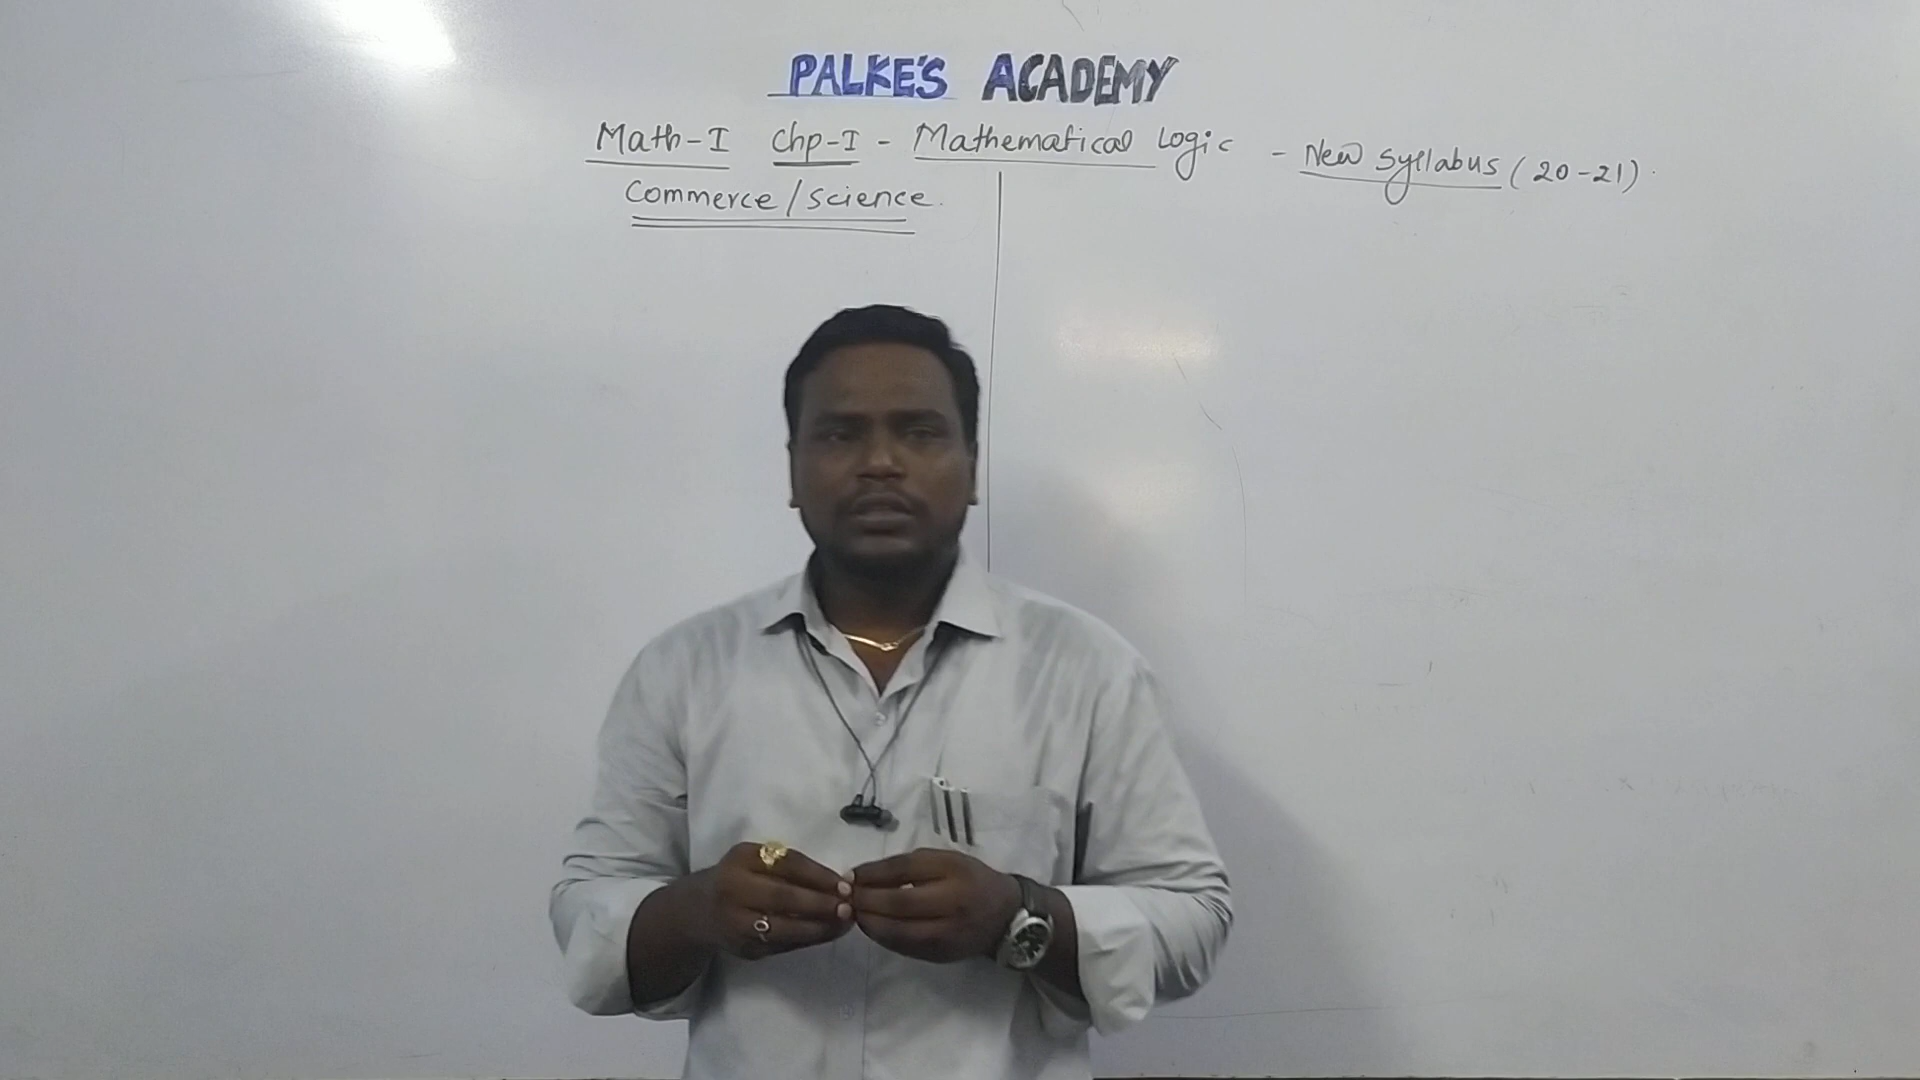 PALKE'S ACADEMY
Math-I Chp-I - Mathematical Logic - New Syllabus (20-21).
Commerce/Science.